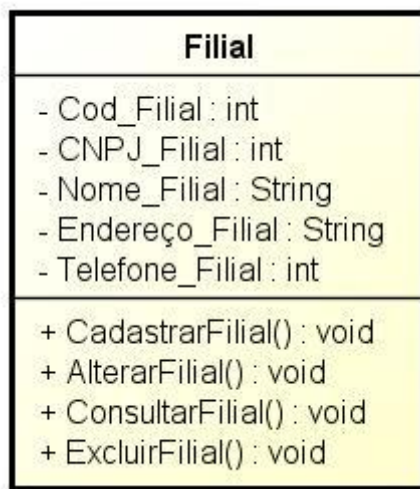 Filial
- Cod_Filial : int
- CNPJ_Filial : int
- Nome_Filial : String
- Endereço_Filial : String
- Telefone_Filial : int
+ CadastrarFilial() : void
+ AlterarFilial() : void
+ ConsultarFilial() : void
+ ExcluirFilial() : void